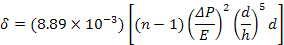 δ = (8.89 × 10⁻³) [(n − 1) (ΔP/E)² (d/h)⁵ d]